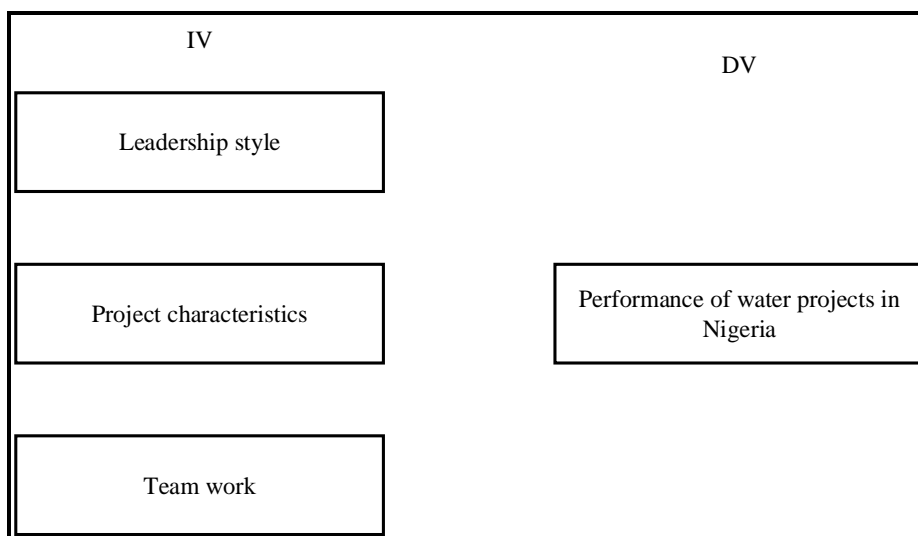 IV
DV
Leadership style
Project characteristics
Performance of water projects in
Nigeria
Team work